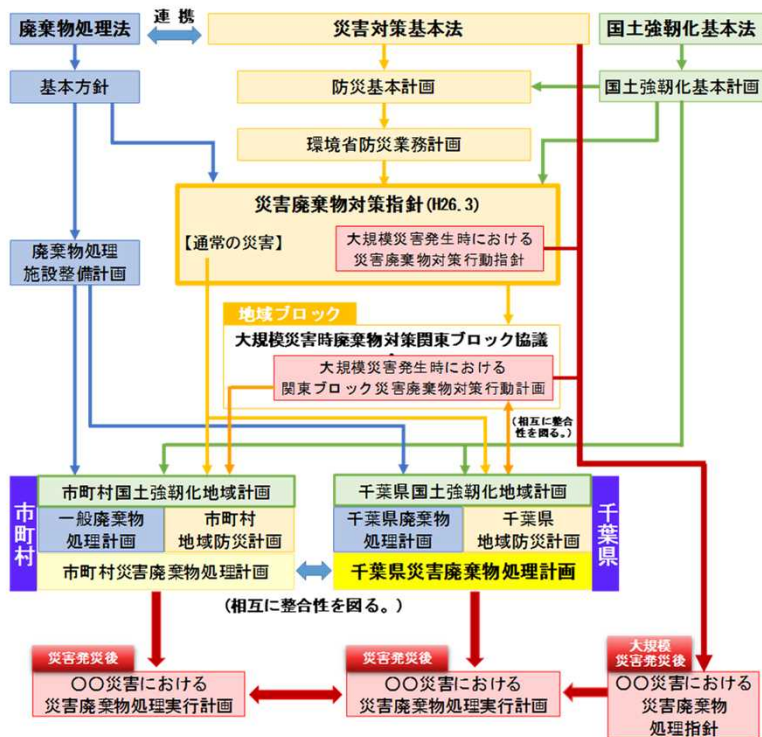 廃棄物処理法
連携
災害対策基本法
国土強靭化基本法
基本方針
防災基本計画
国土強靭化基本計画
環境省防災業務計画
災害廃棄物対策指針(H26.3)
【通常の災害】
大規模災害発生時における
災害廃棄物対策行動指針
廃棄物処理
施設整備計画
地域ブロック
大規模災害時廃棄物対策関東ブロック協議
大規模災害発生時における
関東ブロック災害廃棄物対策行動計画
(相互に整合
性を図る。)
市町村
市町村国土強靭化地域計画
一般廃棄物
処理計画
市町村
地域防災計画
市町村災害廃棄物処理計画
千葉県国土強靭化地域計画
千葉県廃棄物
処理計画
千葉県
地域防災計画
千葉県災害廃棄物処理計画
千葉県
(相互に整合性を図る。)
災害発災後
〇〇災害における
災害廃棄物処理実行計画
災害発災後
〇〇災害における
災害廃棄物処理実行計画
大規模
災害発災後
〇〇災害における
災害廃棄物
処理指針